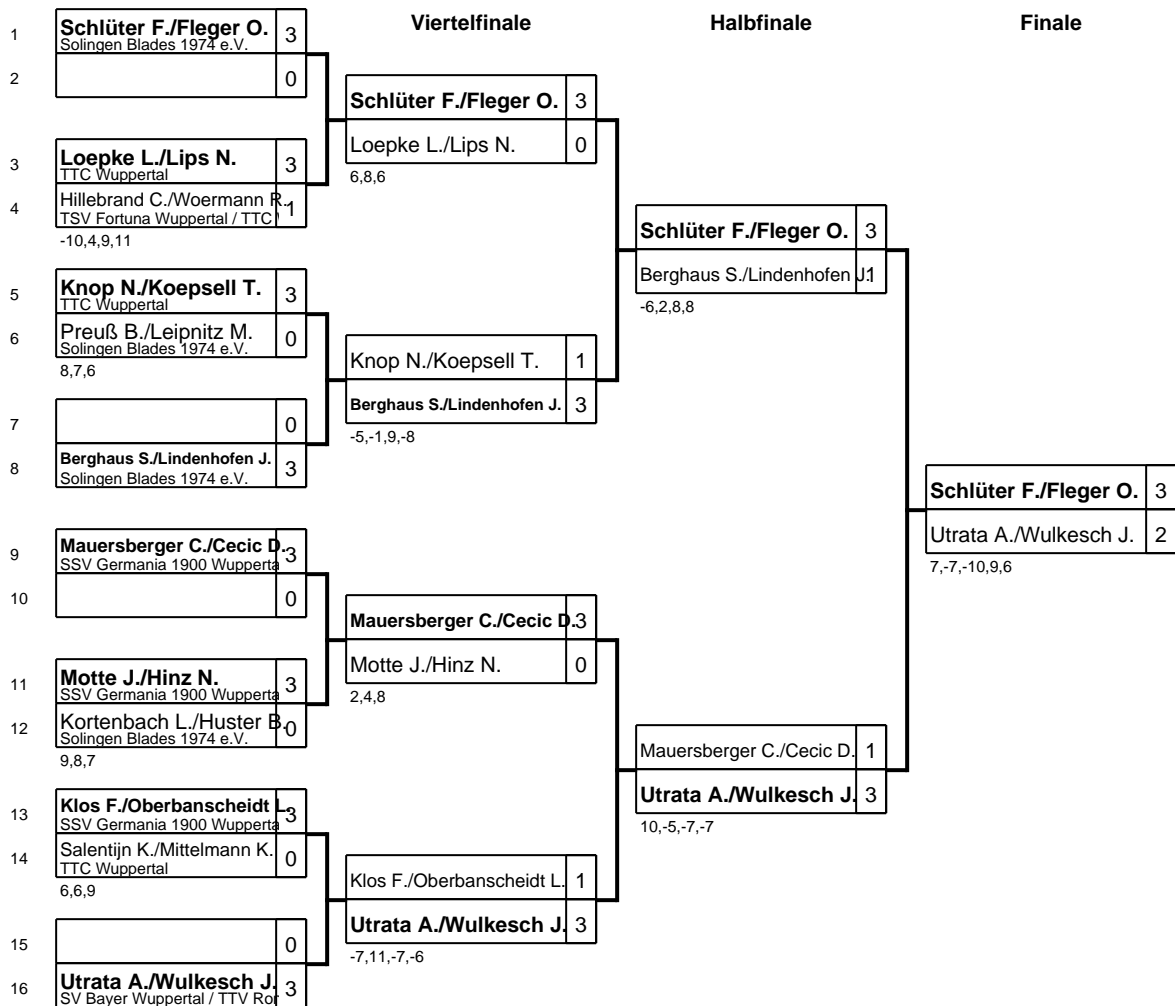 Viertelfinale Halbfinale Finale
1 Schlüter F./Fleger O. 3
Solingen Blades 1974 e.V.
2 0
3 Loepke L./Lips N. 3
TTC Wuppertal
4 Hillebrand C./Woermann R. 1
TSV Fortuna Wuppertal / TTC
-10,4,9,11
5 Knop N./Koepsell T. 3
TTC Wuppertal
6 Preuß B./Leipnitz M. 0
Solingen Blades 1974 e.V.
8,7,6
7 0
8 Berghaus S./Lindenhofen J. 3
Solingen Blades 1974 e.V.
9 Mauersberger C./Cecic D. 3
SSV Germania 1900 Wupperta
10 0
11 Motte J./Hinz N. 3
SSV Germania 1900 Wupperta
12 Kortenbach L./Huster B. 0
Solingen Blades 1974 e.V.
9,8,7
13 Klos F./Oberbanscheidt L. 3
SSV Germania 1900 Wupperta
14 Salentijn K./Mittelmann K. 0
TTC Wuppertal
6,6,9
15 0
16 Utrata A./Wulkesch J. 3
SV Bayer Wuppertal / TTV Ron
Schlüter F./Fleger O. 3
Loepke L./Lips N. 0
6,8,6
Knop N./Koepsell T. 1
Berghaus S./Lindenhofen J. 3
-5,-1,9,-8
Mauersberger C./Cecic D. 3
Motte J./Hinz N. 0
2,4,8
Klos F./Oberbanscheidt L. 1
Utrata A./Wulkesch J. 3
-7,11,-7,-6
Schlüter F./Fleger O. 3
Berghaus S./Lindenhofen J. 1
-6,2,8,8
Mauersberger C./Cecic D. 1
Utrata A./Wulkesch J. 3
10,-5,-7,-7
Schlüter F./Fleger O. 3
Utrata A./Wulkesch J. 2
7,-7,-10,9,6